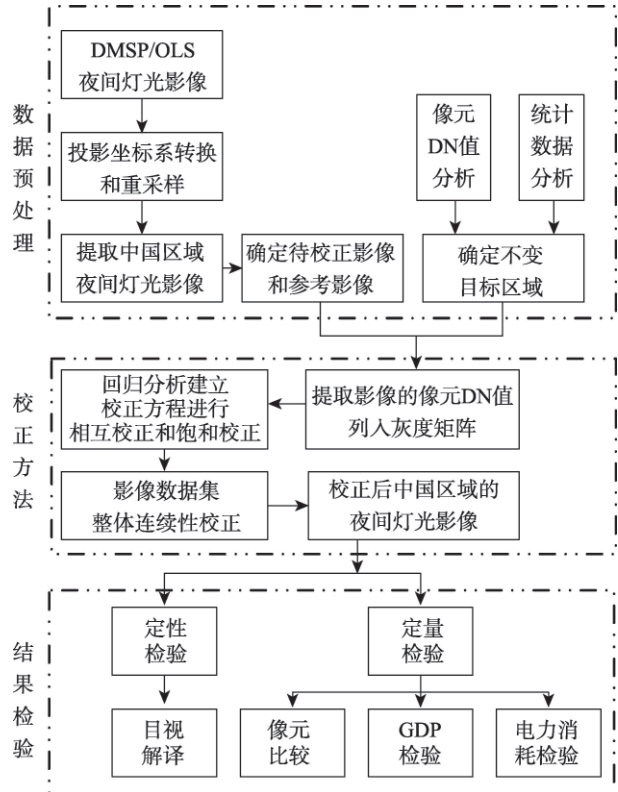 数据预处理
DMSP/OLS
夜间灯光影像
投影坐标系转换
和重采样
像元
DN值
分析
统计
数据
分析
提取中国区域
夜间灯光影像
确定待校正影像
和参考影像
确定不变
目标区域
校正方法
回归分析建立
校正方程进行
相互校正和饱和校正
提取影像的像元DN值
列入灰度矩阵
影像数据集
整体连续性校正
校正后中国区域的
夜间灯光影像
结果检验
定性
检验
定量
检验
目视
解译
像元
比较
GDP
检验
电力消
耗检验